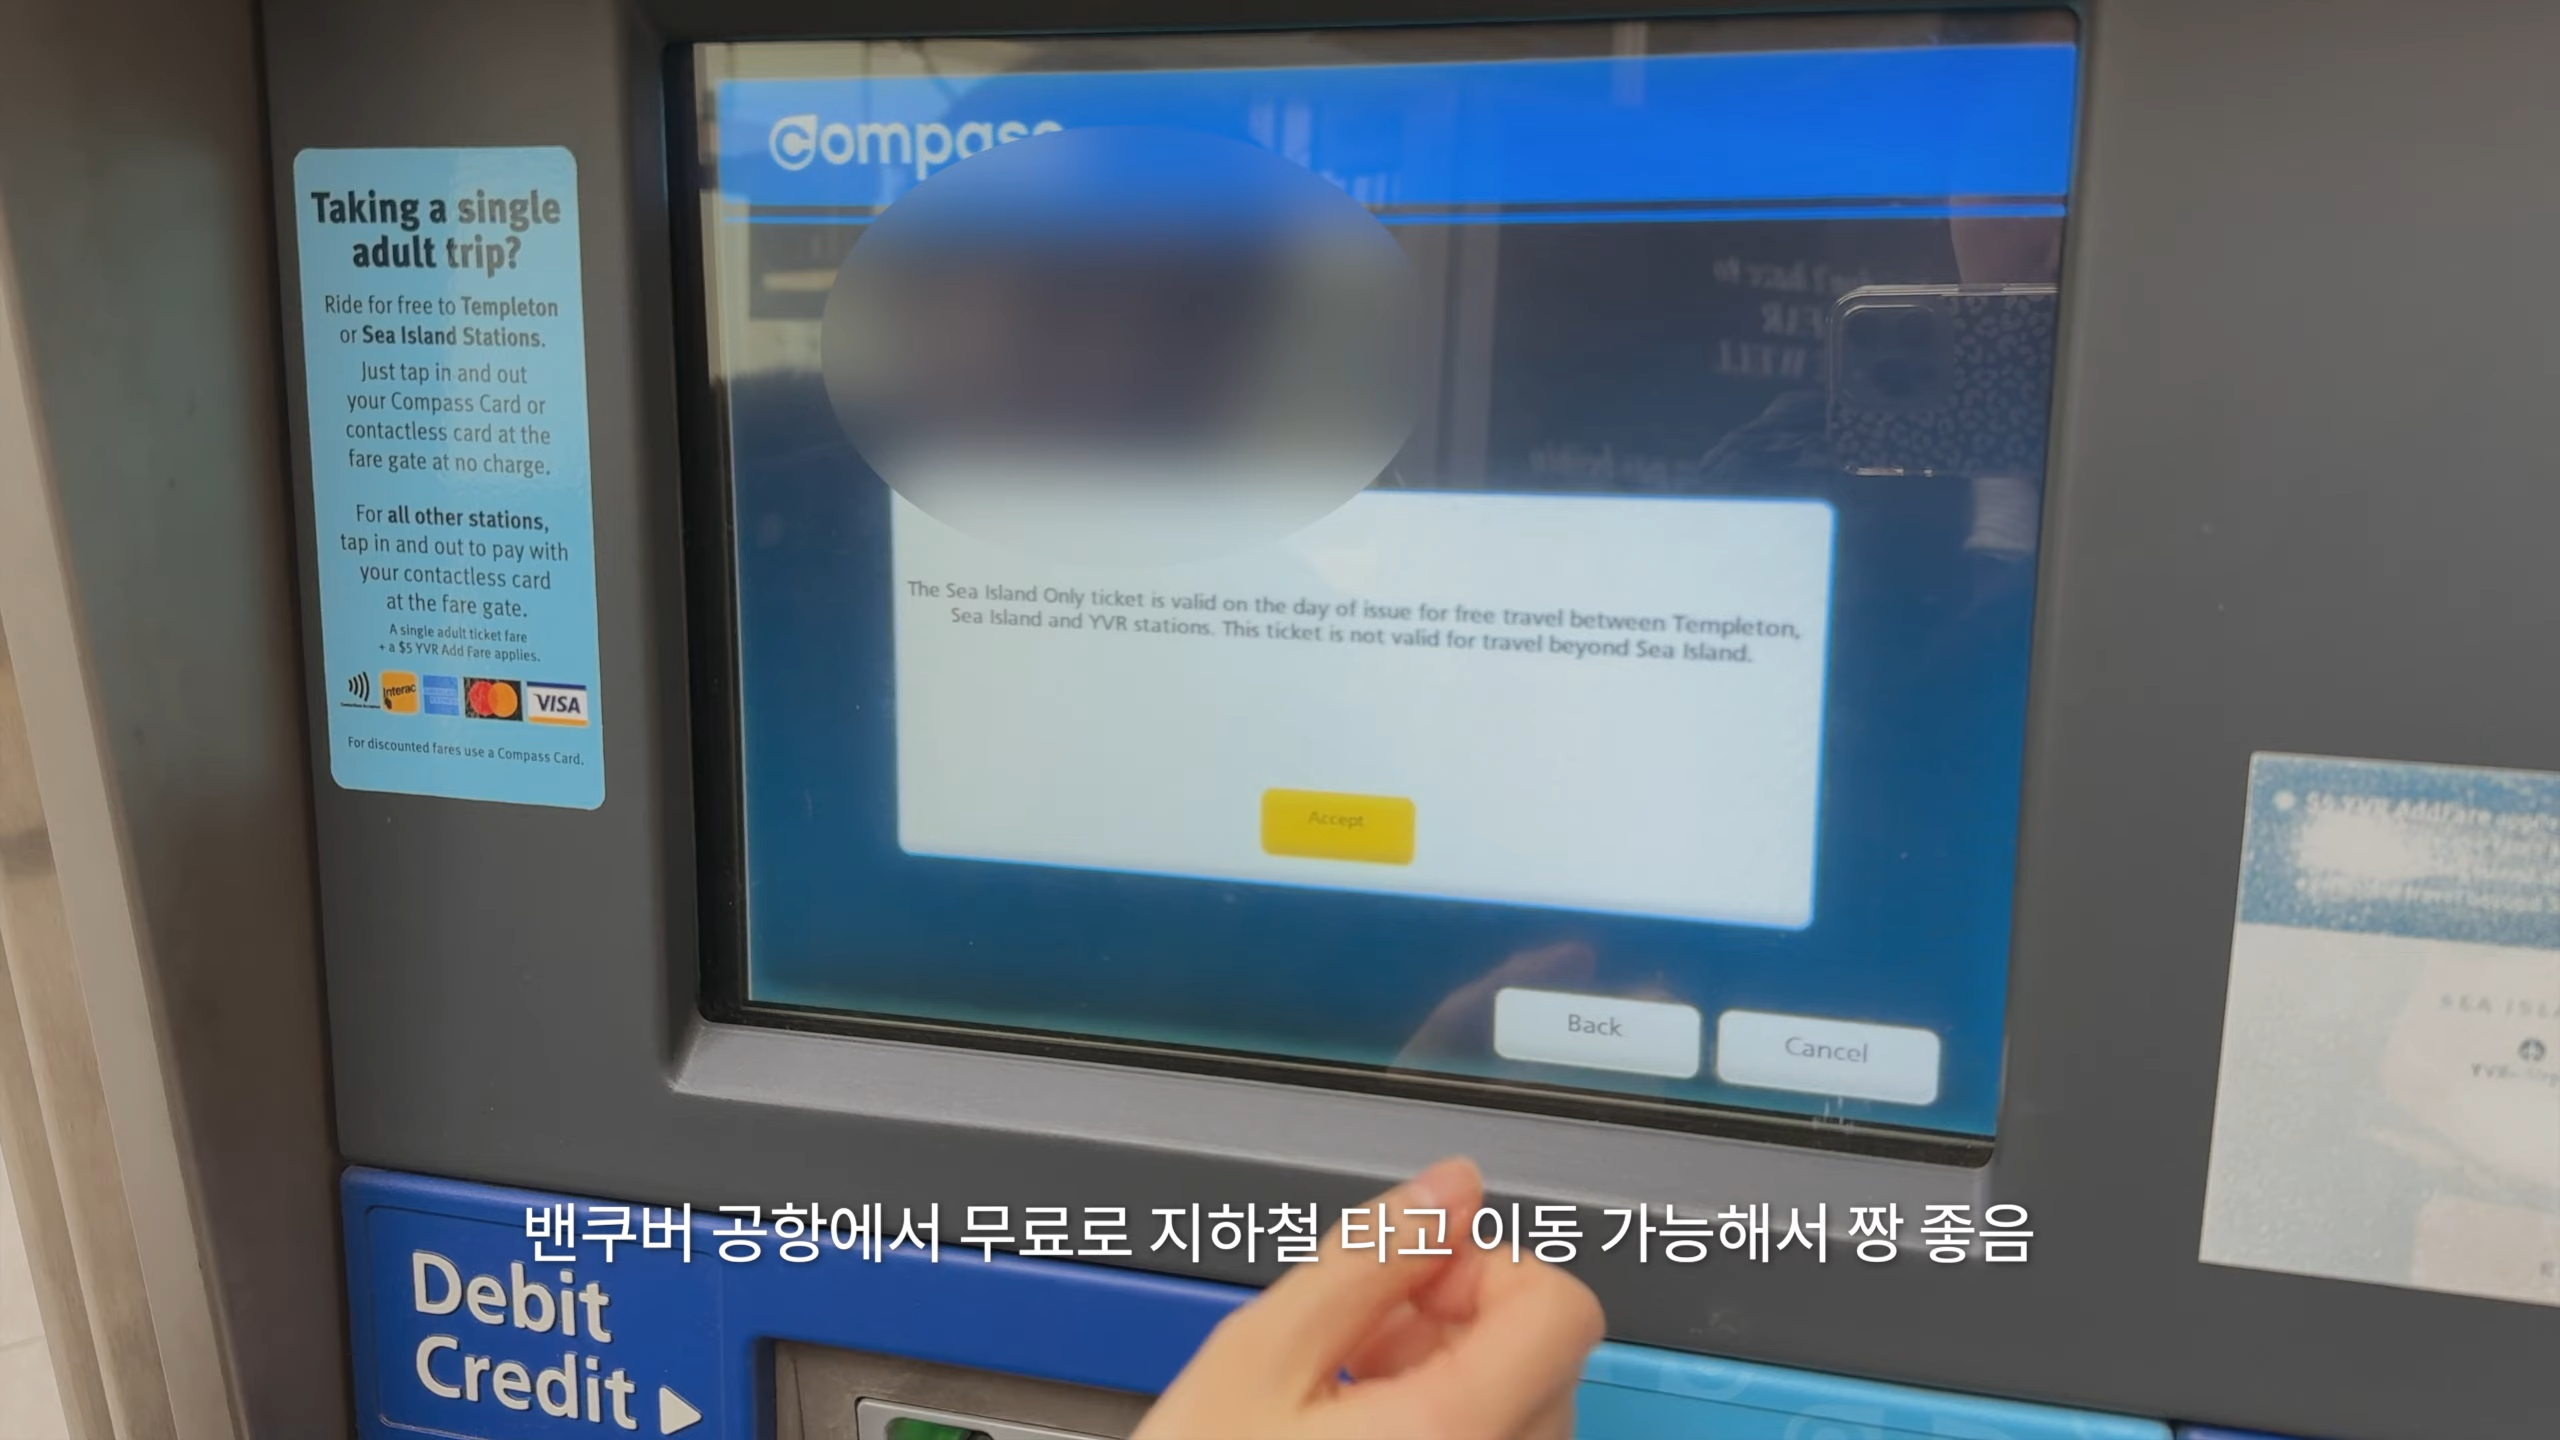 Taking a single
adult trip?
Ride for free to Templeton
or Sea Island Stations.
Just tap in and out
your Compass Card or
contactless card at the
fare gate at no charge.
For all other stations,
tap in and out to pay with
your contactless card
at the fare gate.
A single adult ticket fare
+ a $5 YVR Add Fare applies.
Interac
VISA
For discounted fares use a Compass Card.
Compass
The Sea Island Only ticket is valid on the day of issue for free travel between Templeton,
Sea Island and YVR stations. This ticket is not valid for travel beyond Sea Island.
Accept
Back
Cancel
$5 YVR AddFare
밴쿠버 공항에서 무료로 지하철 타고 이동 가능해서 짱 좋음
Debit
Credit